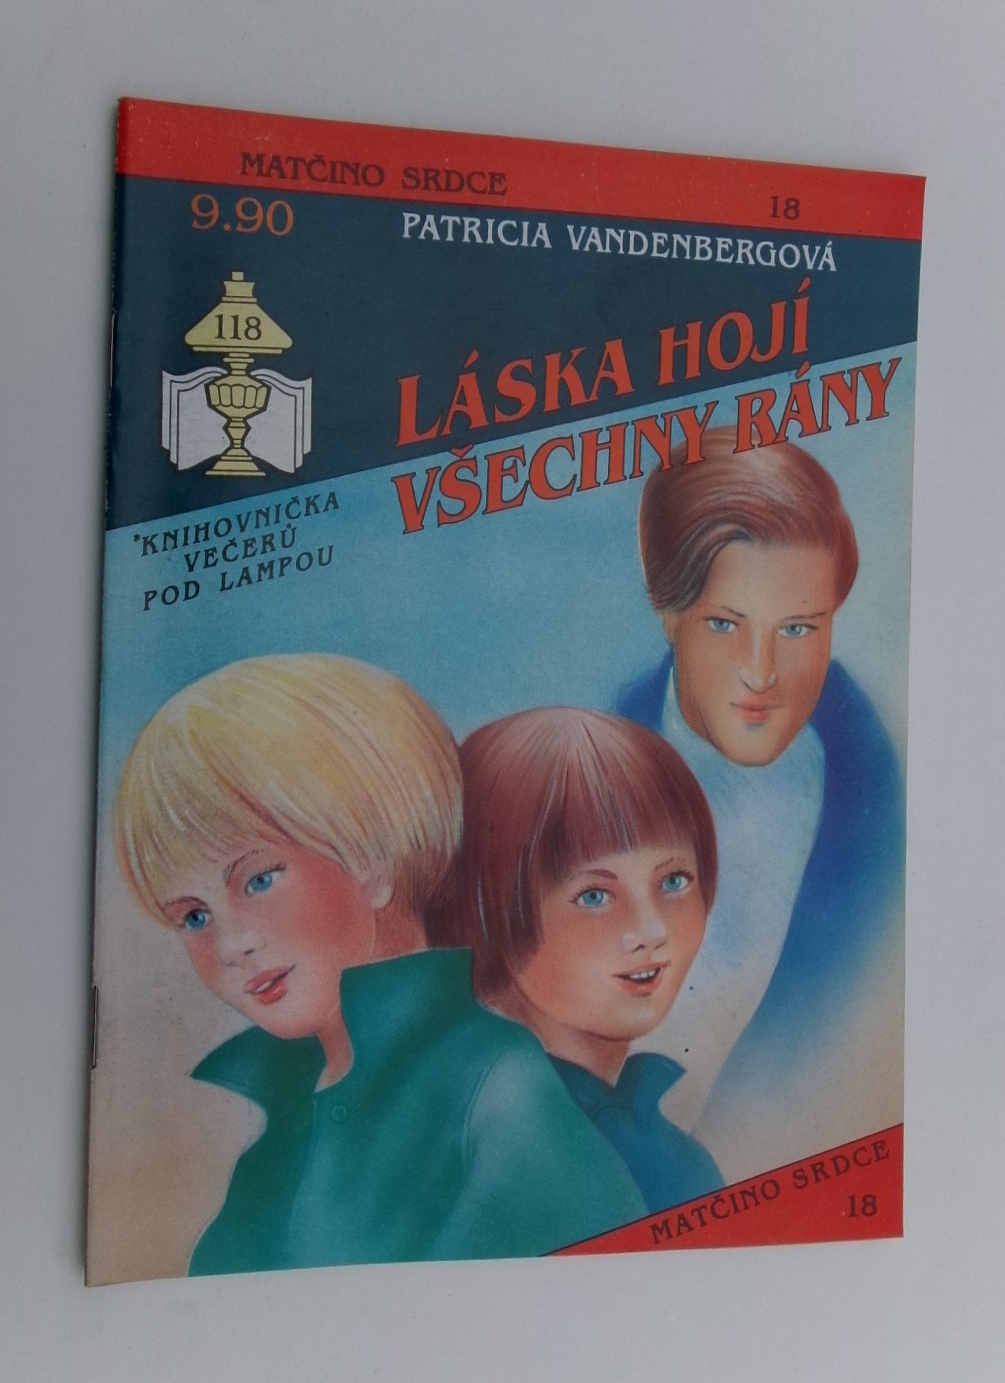 MATČINO SRDCE 18
9.90
PATRICIA VANDENBERGOVÁ
118
LÁSKA HOJÍ
VŠECHNY RÁNY
KNIHOVNIČKA
VEČERŮ
POD LAMPOU
MATČINO SRDCE
18